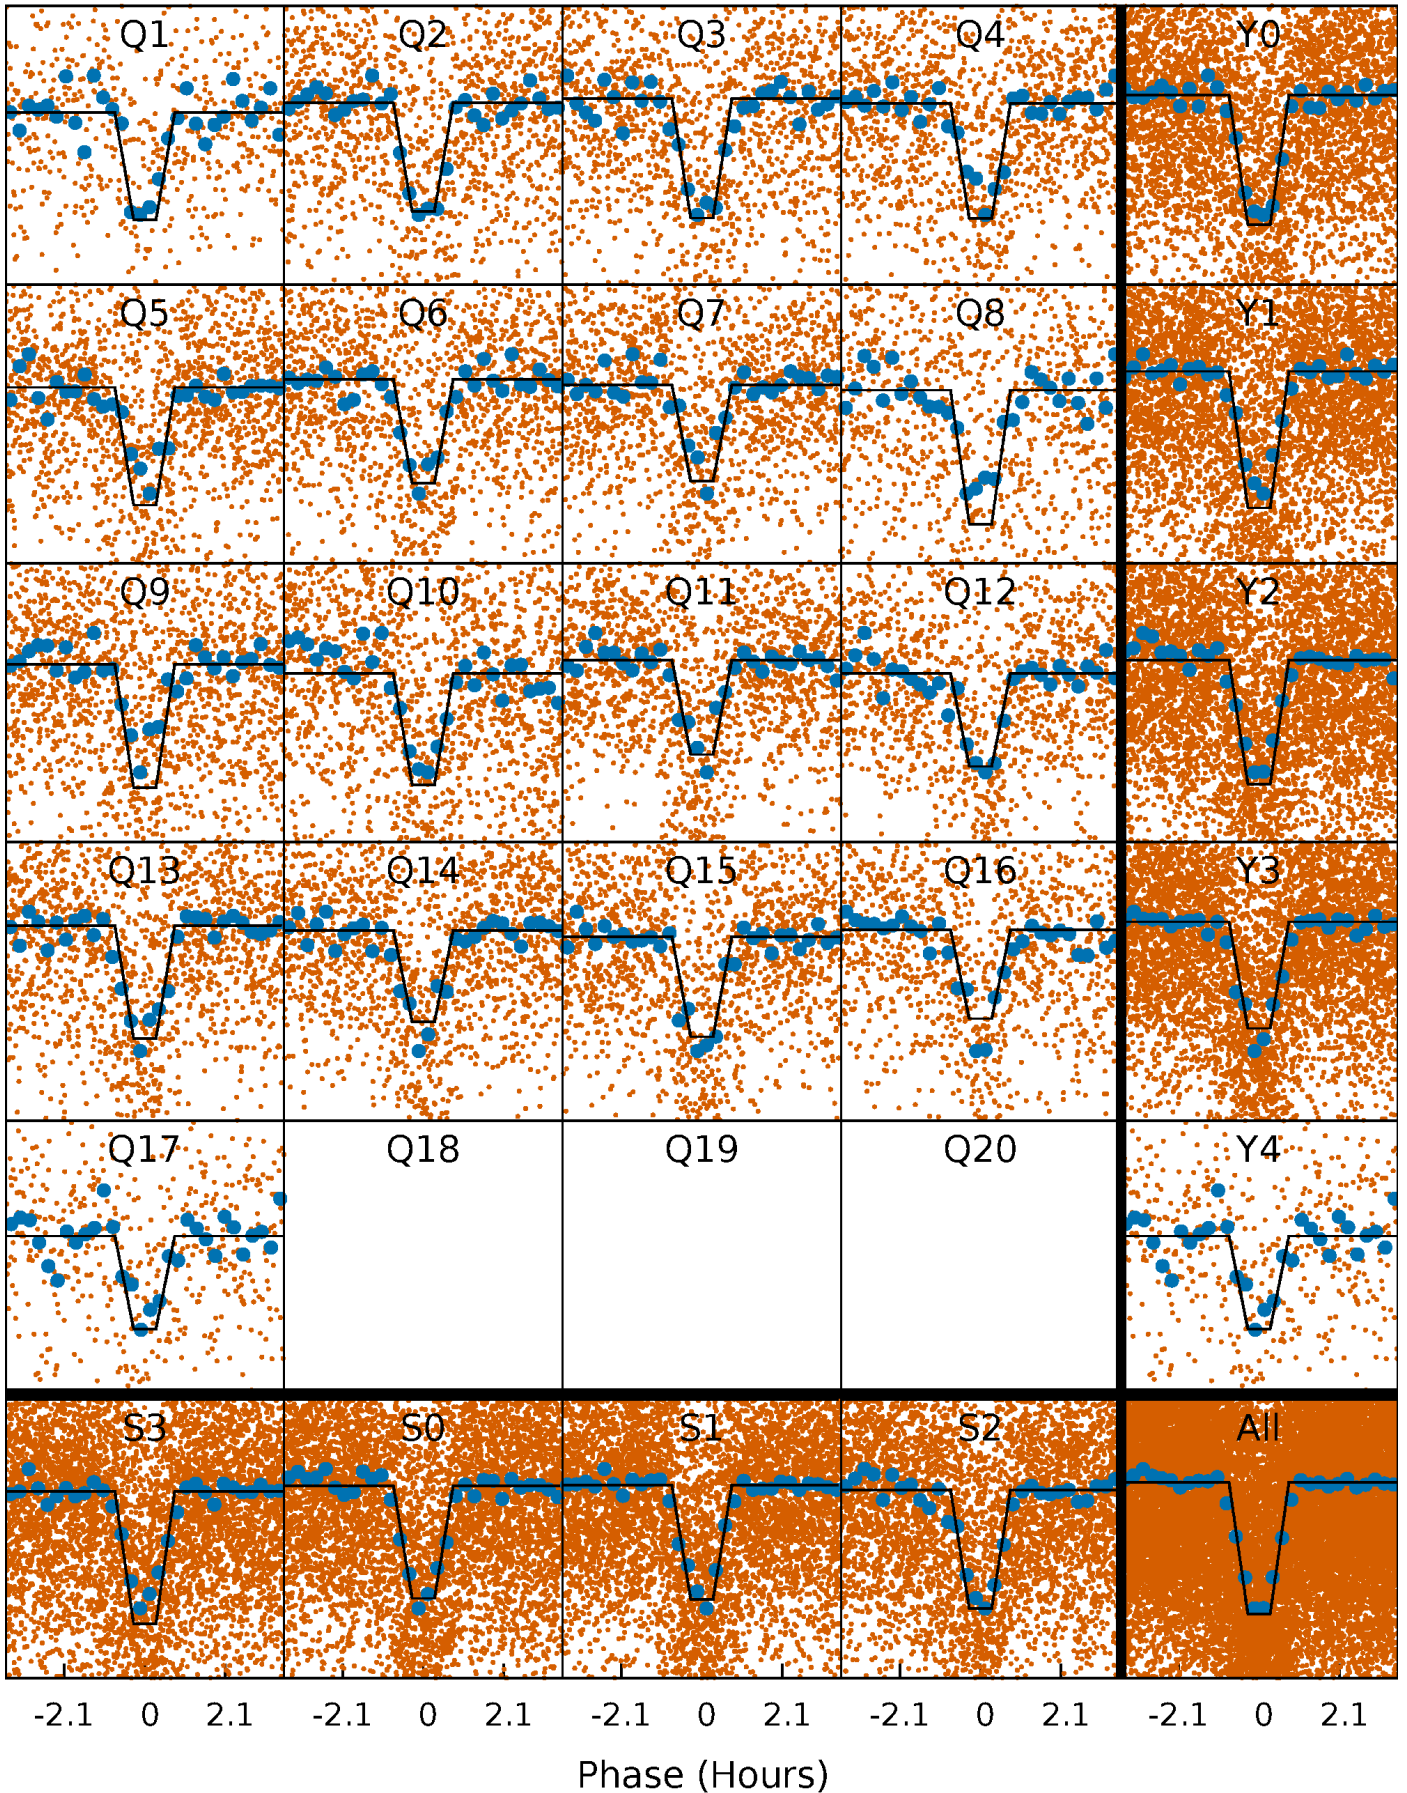 Q1 Q2 Q3 Q4 Y0
Q5 Q6 Q7 Q8 Y1
Q9 Q10 Q11 Q12 Y2
Q13 Q14 Q15 Q16 Y3
Q17 Q18 Q19 Q20 Y4
S3 S0 S1 S2 All
-2.1 0 2.1 -2.1 0 2.1 -2.1 0 2.1 -2.1 0 2.1 -2.1 0 2.1
Phase (Hours)